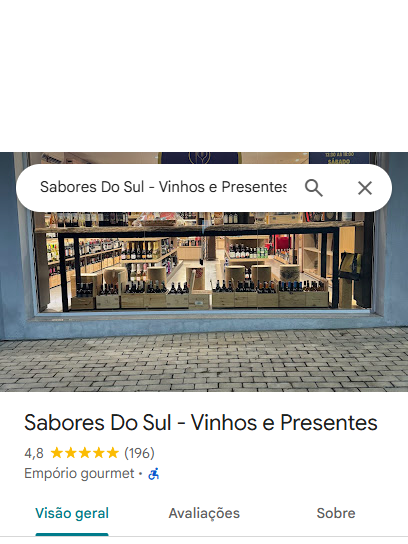 SÁBADO
Sabores Do Sul - Vinhos e Presentes
Sabores Do Sul - Vinhos e Presentes
4,8 (196)
Empório gourmet ·
Visão geral Avaliações Sobre